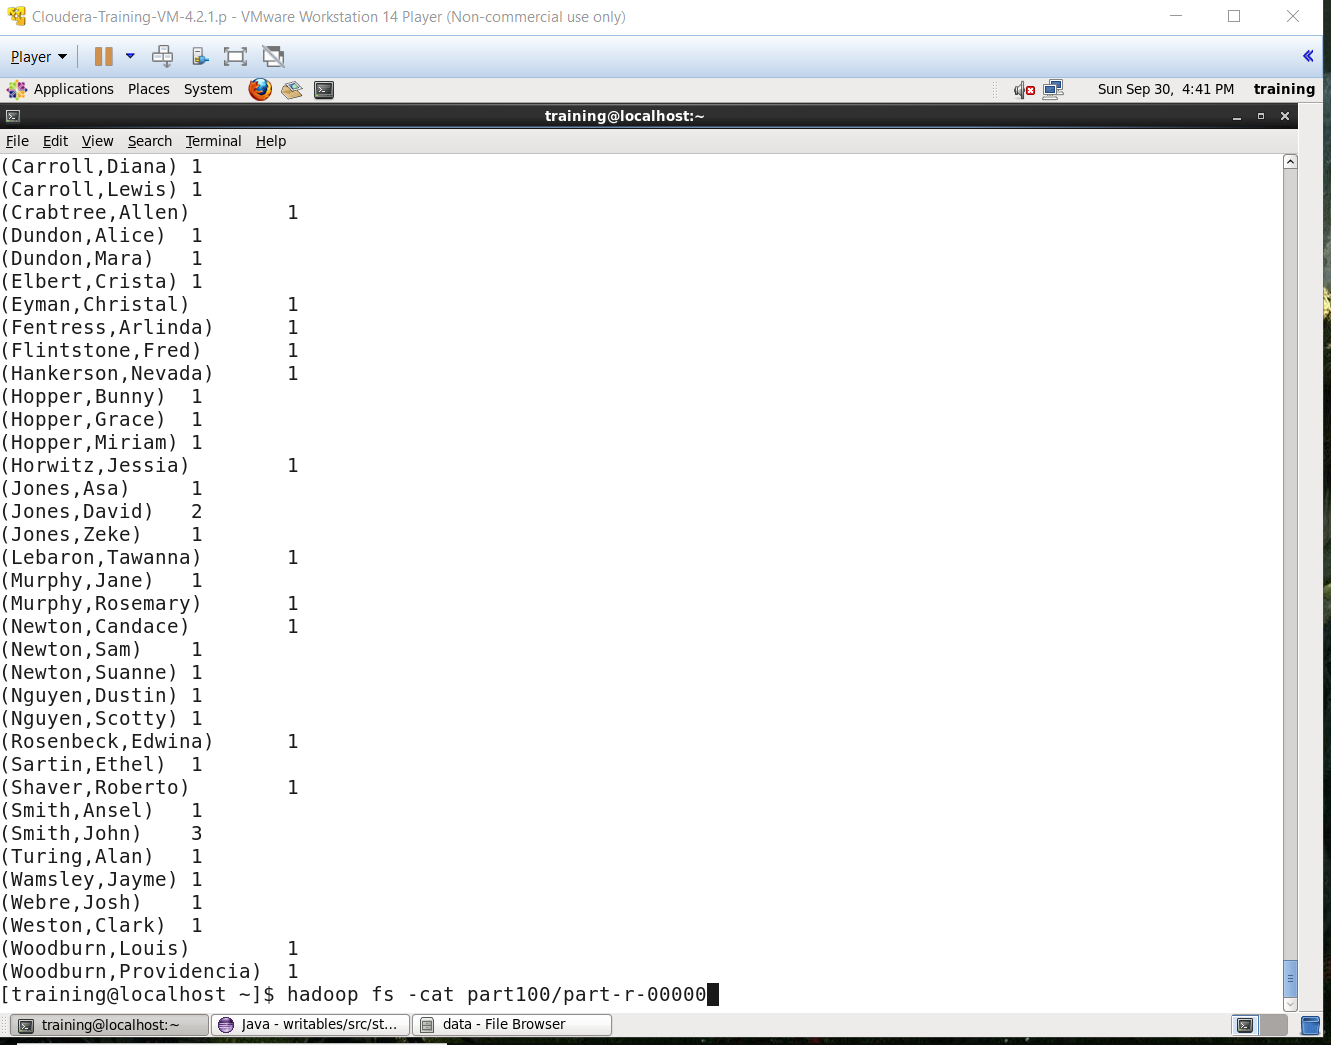 Cloudera-Training-VM-4.2.1.p - VMware Workstation 14 Player (Non-commercial use only)
Player
Applications Places System Sun Sep 30, 4:41 PM training
training@localhost:~
File Edit View Search Terminal Help
(Carroll,Diana) 1
(Carroll,Lewis) 1
(Crabtree,Allen) 1
(Dundon,Alice) 1
(Dundon,Mara) 1
(Elbert,Crista) 1
(Eyman,Christal) 1
(Fentress,Arlinda) 1
(Flintstone,Fred) 1
(Hankerson,Nevada) 1
(Hopper,Bunny) 1
(Hopper,Grace) 1
(Hopper,Miriam) 1
(Horwitz,Jessia) 1
(Jones,Asa) 1
(Jones,David) 2
(Jones,Zeke) 1
(Lebaron,Tawanna) 1
(Murphy,Jane) 1
(Murphy,Rosemary) 1
(Newton,Candace) 1
(Newton,Sam) 1
(Newton,Suanne) 1
(Nguyen,Dustin) 1
(Nguyen,Scotty) 1
(Rosenbeck,Edwina) 1
(Sartin,Ethel) 1
(Shaver,Roberto) 1
(Smith,Ansel) 1
(Smith,John) 3
(Turing,Alan) 1
(Wamsley,Jayme) 1
(Webre,Josh) 1
(Weston,Clark) 1
(Woodburn,Louis) 1
(Woodburn,Providencia) 1
[training@localhost ~]$ hadoop fs -cat part100/part-r-00000
training@localhost:~ Java - writables/src/st... data - File Browser